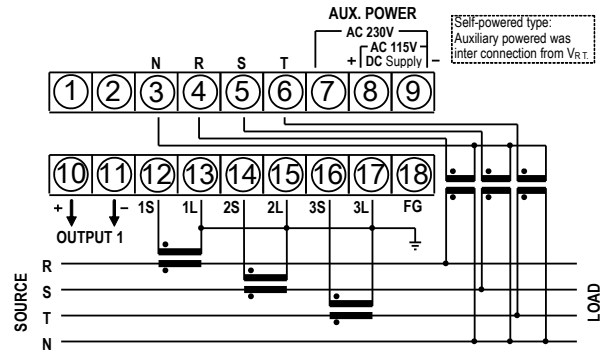 AUX. POWER
AC 230V
AC 115V
+ DC Supply −
Self-powered type:
Auxiliary powered was
inter connection from VR.T.
N R S T
1 2 3 4 5 6 7 8 9
10 11 12 13 14 15 16 17 18
+ − 1S 1L 2S 2L 3S 3L FG
OUTPUT 1
SOURCE
R
S
T
N
LOAD